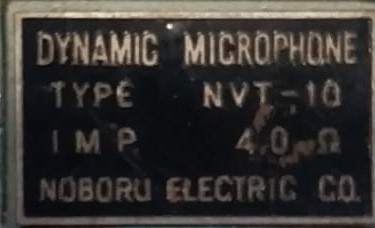 DYNAMIC MICROPHONE
TYPE NVT-10
IMP 4.0 Ω
NOBORU ELECTRIC CO.